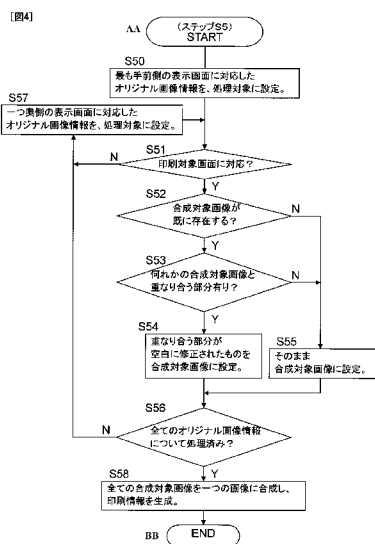 [図4]
AA
(ステップS5)
START
S50
最も手前側の表示画面に対応した
オリジナル画像情報を、処理対象に設定。
S57
一つ奥側の表示画面に対応した
オリジナル画像情報を、処理対象に設定。
S51
印刷対象画面に対応?
N
Y
S52
合成対象画像が
既に存在する?
N
Y
S53
何れかの合成対象画像と
重なり合う部分有り?
N
Y
S54
重なり合う部分が
空白に修正されたものを
合成対象画像に設定。
S55
そのまま
合成対象画像に設定。
S56
全てのオリジナル画像情報
について処理済み?
N
Y
S58
全ての合成対象画像を一つの画像に合成し、
印刷情報を生成。
BB
END